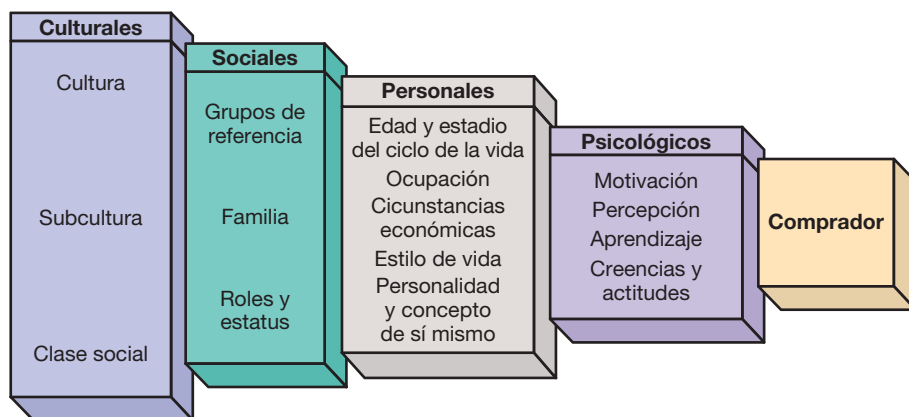 Culturales
Cultura
Subcultura
Clase social
Sociales
Grupos de
referencia
Familia
Roles y
estatus
Personales
Edad y estadio
del ciclo de la vida
Ocupación
Cicunstancias
económicas
Estilo de vida
Personalidad
y concepto
de sí mismo
Psicológicos
Motivación
Percepción
Aprendizaje
Creencias y
actitudes
Comprador